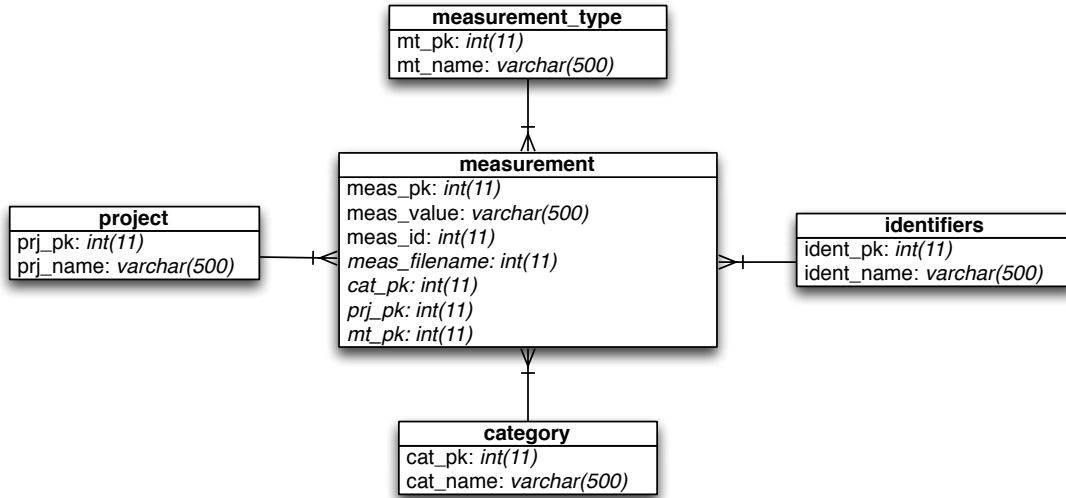 measurement_type
mt_pk: int(11)
mt_name: varchar(500)
measurement
meas_pk: int(11)
meas_value: varchar(500)
meas_id: int(11)
meas_filename: int(11)
cat_pk: int(11)
prj_pk: int(11)
mt_pk: int(11)
project
prj_pk: int(11)
prj_name: varchar(500)
identifiers
ident_pk: int(11)
ident_name: varchar(500)
category
cat_pk: int(11)
cat_name: varchar(500)